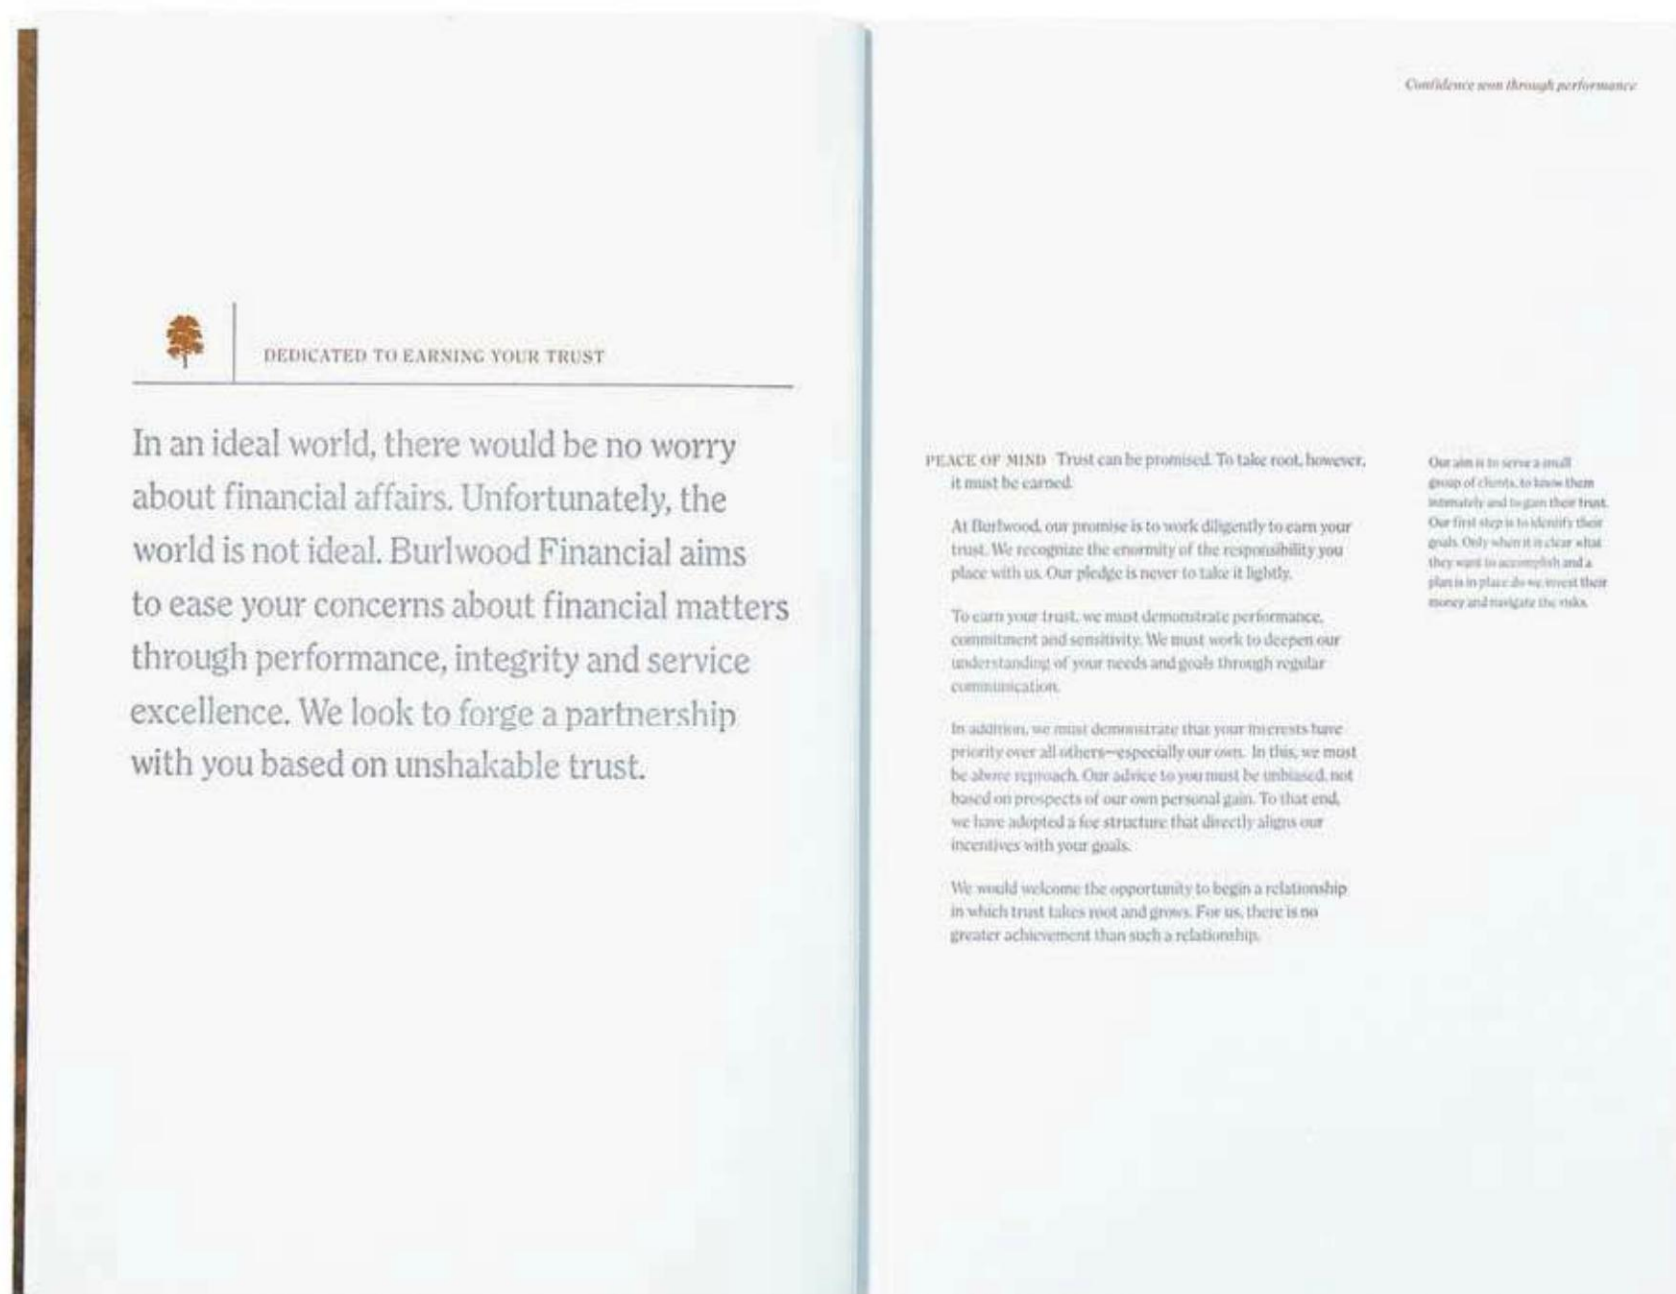 DEDICATED TO EARNING YOUR TRUST
In an ideal world, there would be no worry
about financial affairs. Unfortunately, the
world is not ideal. Burlwood Financial aims
to ease your concerns about financial matters
through performance, integrity and service
excellence. We look to forge a partnership
with you based on unshakable trust.
Confidence won through performance
PEACE OF MIND Trust can be promised. To take root, however,
it must be earned.
At Burlwood, our promise is to work diligently to earn your
trust. We recognize the enormity of the responsibility you
place with us. Our pledge is never to take it lightly.
To earn your trust, we must demonstrate performance,
commitment and sensitivity. We must work to deepen our
understanding of your needs and goals through regular
communication.
In addition, we must demonstrate that your interests have
priority over all others—especially our own. In this, we must
be above reproach. Our advice to you must be unbiased, not
based on prospects of our own personal gain. To that end,
we have adopted a fee structure that directly aligns our
incentives with your goals.
We would welcome the opportunity to begin a relationship
in which trust takes root and grows. For us, there is no
greater achievement than such a relationship.
Our aim is to serve a small
group of clients, to know them
intimately and to gain their trust.
Our first step is to identify their
goals. Only when it is clear what
they want to accomplish and a
plan is in place do we invest their
money and navigate the risks.